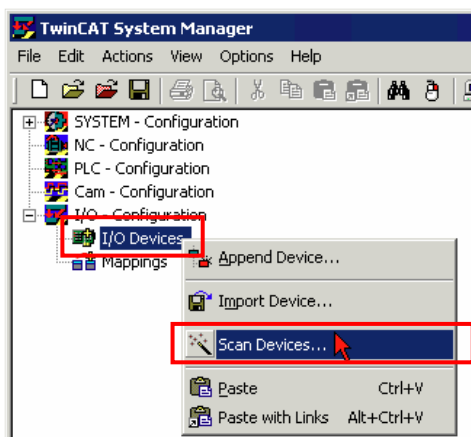 TwinCAT System Manager
File Edit Actions View Options Help
SYSTEM - Configuration
NC - Configuration
PLC - Configuration
Cam - Configuration
I/O - Configuration
I/O Devices
Mappings
Append Device...
Import Device...
Scan Devices...
Paste Ctrl+V
Paste with Links Alt+Ctrl+V